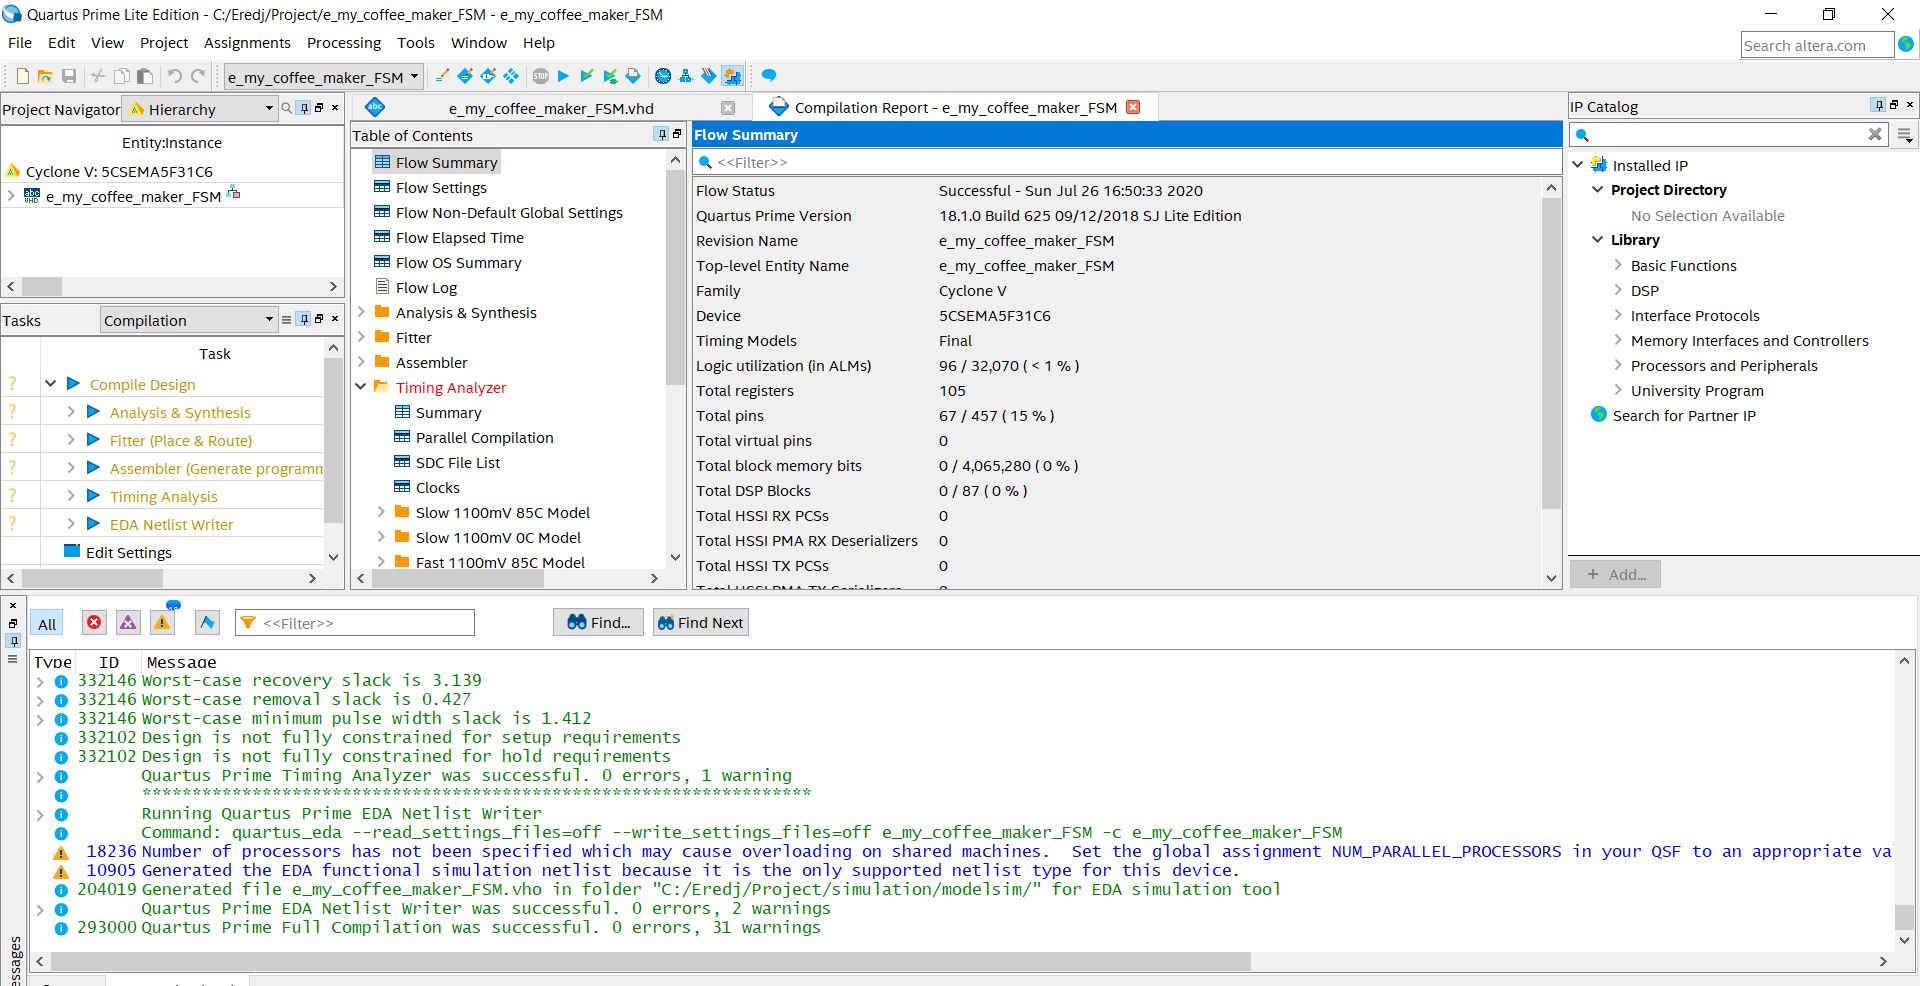 Quartus Prime Lite Edition - C:/Eredj/Project/e_my_coffee_maker_FSM - e_my_coffee_maker_FSM
File Edit View Project Assignments Processing Tools Window Help
Search altera.com
e_my_coffee_maker_FSM
STOP
Project Navigator Hierarchy
Entity:Instance
Cyclone V: 5CSEMA5F31C6
abc VHD e_my_coffee_maker_FSM
Tasks Compilation
Task
? Compile Design
? Analysis & Synthesis
? Fitter (Place & Route)
? Assembler (Generate programm
? Timing Analysis
? EDA Netlist Writer
Edit Settings
abc e_my_coffee_maker_FSM.vhd
Compilation Report - e_my_coffee_maker_FSM
Table of Contents
Flow Summary
Flow Settings
Flow Non-Default Global Settings
Flow Elapsed Time
Flow OS Summary
Flow Log
Analysis & Synthesis
Fitter
Assembler
Timing Analyzer
Summary
Parallel Compilation
SDC File List
Clocks
Slow 1100mV 85C Model
Slow 1100mV 0C Model
Fast 1100mV 85C Model
Flow Summary
<<Filter>>
Flow Status Successful - Sun Jul 26 16:50:33 2020
Quartus Prime Version 18.1.0 Build 625 09/12/2018 SJ Lite Edition
Revision Name e_my_coffee_maker_FSM
Top-level Entity Name e_my_coffee_maker_FSM
Family Cyclone V
Device 5CSEMA5F31C6
Timing Models Final
Logic utilization (in ALMs) 96 / 32,070 ( < 1 % )
Total registers 105
Total pins 67 / 457 ( 15 % )
Total virtual pins 0
Total block memory bits 0 / 4,065,280 ( 0 % )
Total DSP Blocks 0 / 87 ( 0 % )
Total HSSI RX PCSs 0
Total HSSI PMA RX Deserializers 0
Total HSSI TX PCSs 0
Total HSSI PMA TX Serializers 0
IP Catalog
Installed IP
Project Directory
No Selection Available
Library
Basic Functions
DSP
Interface Protocols
Memory Interfaces and Controllers
Processors and Peripherals
University Program
Search for Partner IP
+ Add...
All
<<Filter>>
Find...
Find Next
Type ID Message
332146 Worst-case recovery slack is 3.139
332146 Worst-case removal slack is 0.427
332146 Worst-case minimum pulse width slack is 1.412
332102 Design is not fully constrained for setup requirements
332102 Design is not fully constrained for hold requirements
Quartus Prime Timing Analyzer was successful. 0 errors, 1 warning
*******************************************************************
Running Quartus Prime EDA Netlist Writer
Command: quartus_eda --read_settings_files=off --write_settings_files=off e_my_coffee_maker_FSM -c e_my_coffee_maker_FSM
18236 Number of processors has not been specified which may cause overloading on shared machines.  Set the global assignment NUM_PARALLEL_PROCESSORS in your QSF to an appropriate va
10905 Generated the EDA functional simulation netlist because it is the only supported netlist type for this device.
204019 Generated file e_my_coffee_maker_FSM.vho in folder "C:/Eredj/Project/simulation/modelsim/" for EDA simulation tool
Quartus Prime EDA Netlist Writer was successful. 0 errors, 2 warnings
293000 Quartus Prime Full Compilation was successful. 0 errors, 31 warnings
essages